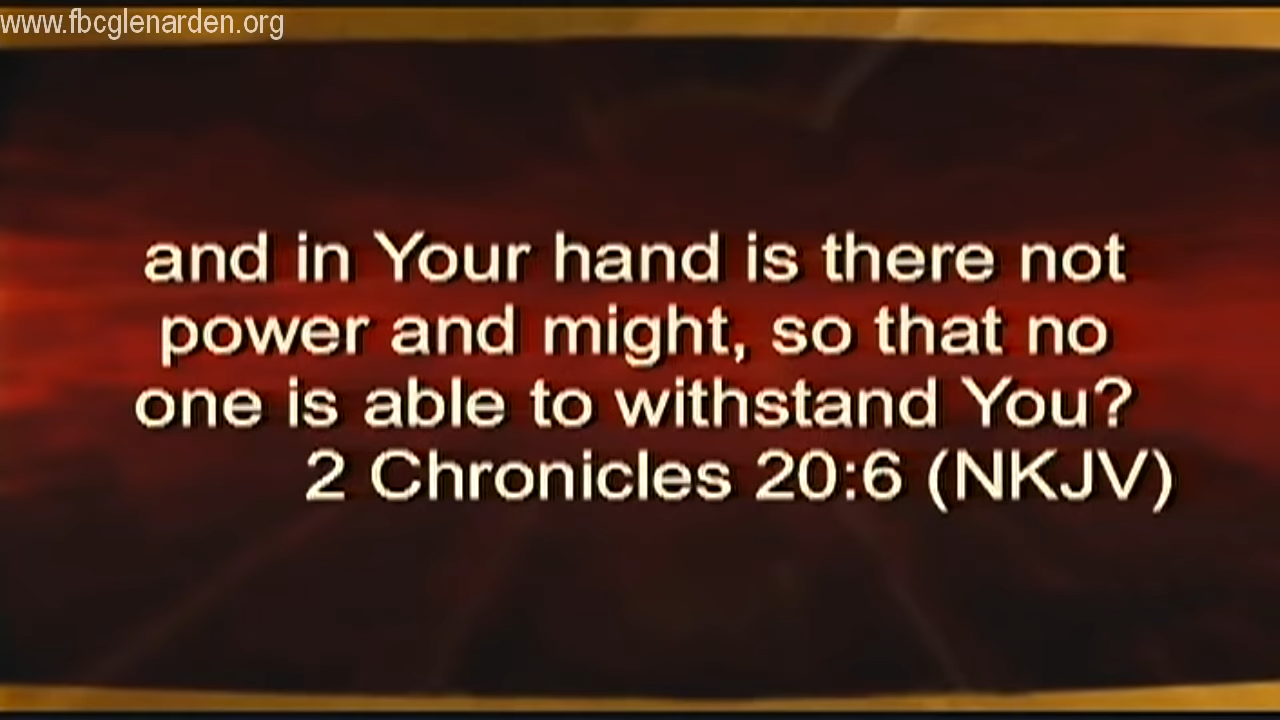 www.fbcglenarden.org
and in Your hand is there not
power and might, so that no
one is able to withstand You?
2 Chronicles 20:6 (NKJV)